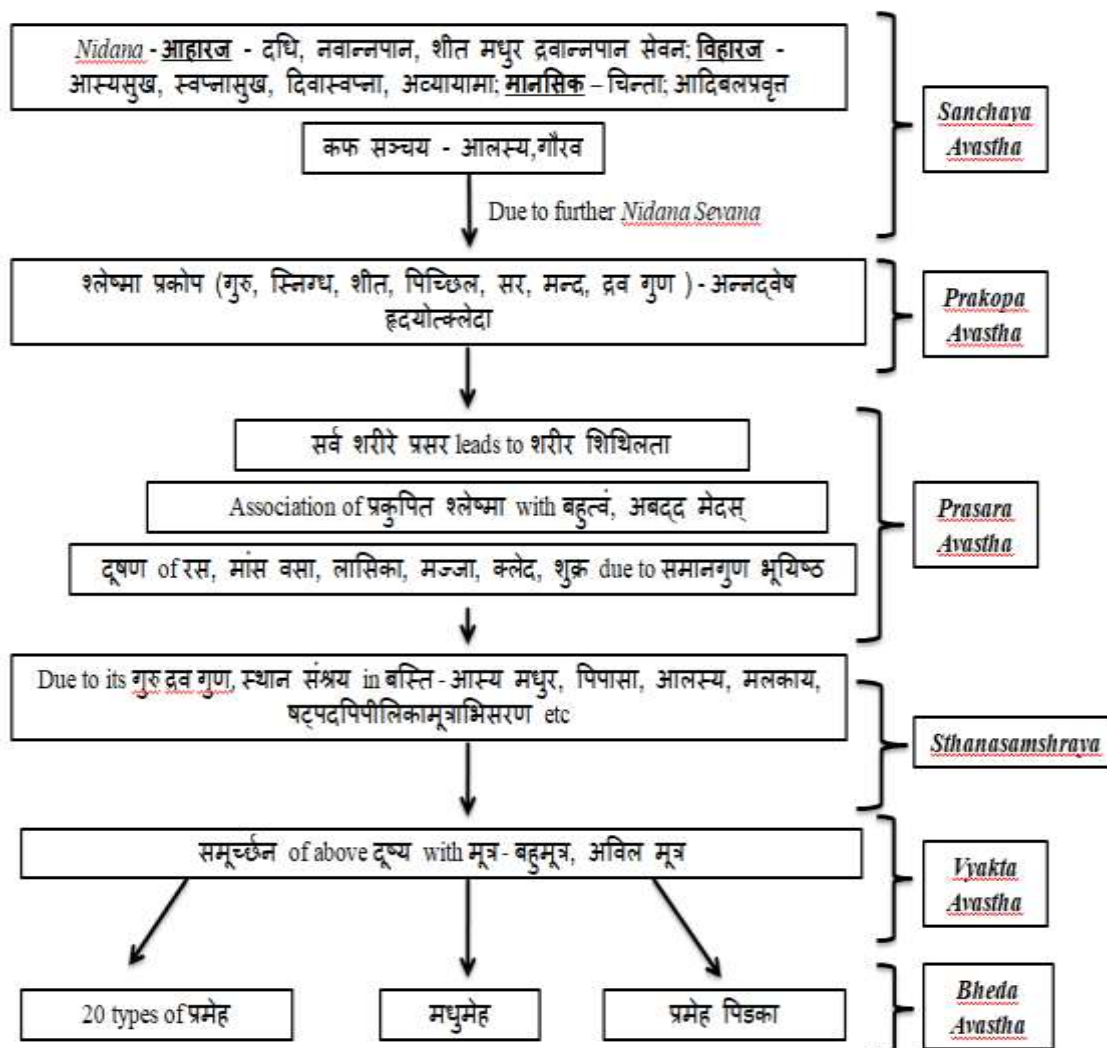 Nidana - आहारज - दधि, नवान्नपान, शीत मधुर द्रवान्नपान सेवन; विहारज -
आस्यसुख, स्वप्नासुख, दिवास्वप्ना, अव्यायामा; मानसिक – चिन्ता; आदिबलप्रवृत्त
कफ सञ्चय - आलस्य,गौरव
Due to further Nidana Sevana
Sanchaya
Avastha
श्लेष्मा प्रकोप (गुरु, स्निग्ध, शीत, पिच्छिल, सर, मन्द, द्रव गुण ) - अन्नद्वेष
हृदयोत्क्लेदा
Prakopa
Avastha
सर्व शरीरे प्रसर leads to शरीर शिथिलता
Association of प्रकुपित श्लेष्मा with बहुत्वं, अबद्द मेदस्
दूषण of रस, मांस वसा, लासिका, मज्जा, क्लेद, शुक्र due to समानगुण भूयिष्ठ
Prasara
Avastha
Due to its गुरु द्रव गुण, स्थान संश्रय in बस्ति - आस्य मधुर, पिपासा, आलस्य, मलकाय,
षट्पदपिपीलिकामूत्राभिसरण etc
Sthanasamshraya
समूर्च्छन of above दूष्य with मूत्र - बहुमूत्र, अविल मूत्र
Vyakta
Avastha
20 types of प्रमेह
मधुमेह
प्रमेह पिडका
Bheda
Avastha